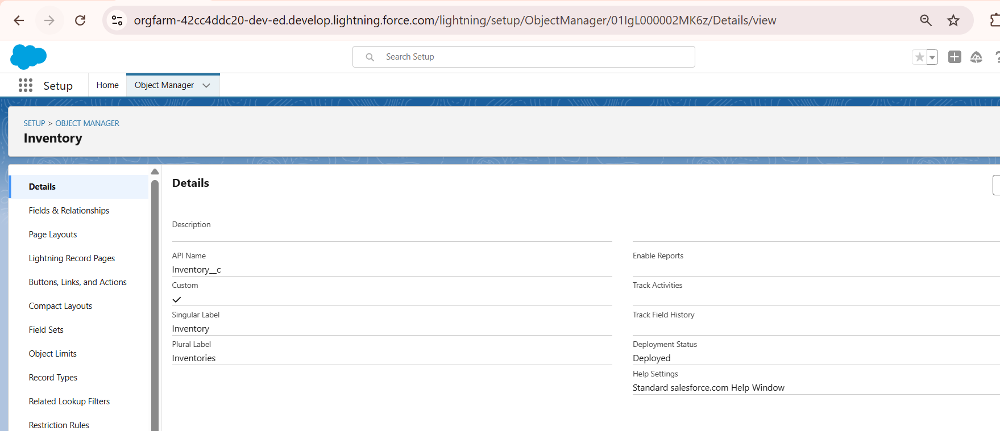 orgfarm-42cc4ddc20-dev-ed.develop.lightning.force.com/lightning/setup/ObjectManager/01IgL000002MK6z/Details/view
Search Setup
Setup
Home
Object Manager
SETUP > OBJECT MANAGER
Inventory
Details
Fields & Relationships
Page Layouts
Lightning Record Pages
Buttons, Links, and Actions
Compact Layouts
Field Sets
Object Limits
Record Types
Related Lookup Filters
Restriction Rules
Details
Description
API Name
Inventory__c
Custom
Singular Label
Inventory
Plural Label
Inventories
Enable Reports
Track Activities
Track Field History
Deployment Status
Deployed
Help Settings
Standard salesforce.com Help Window